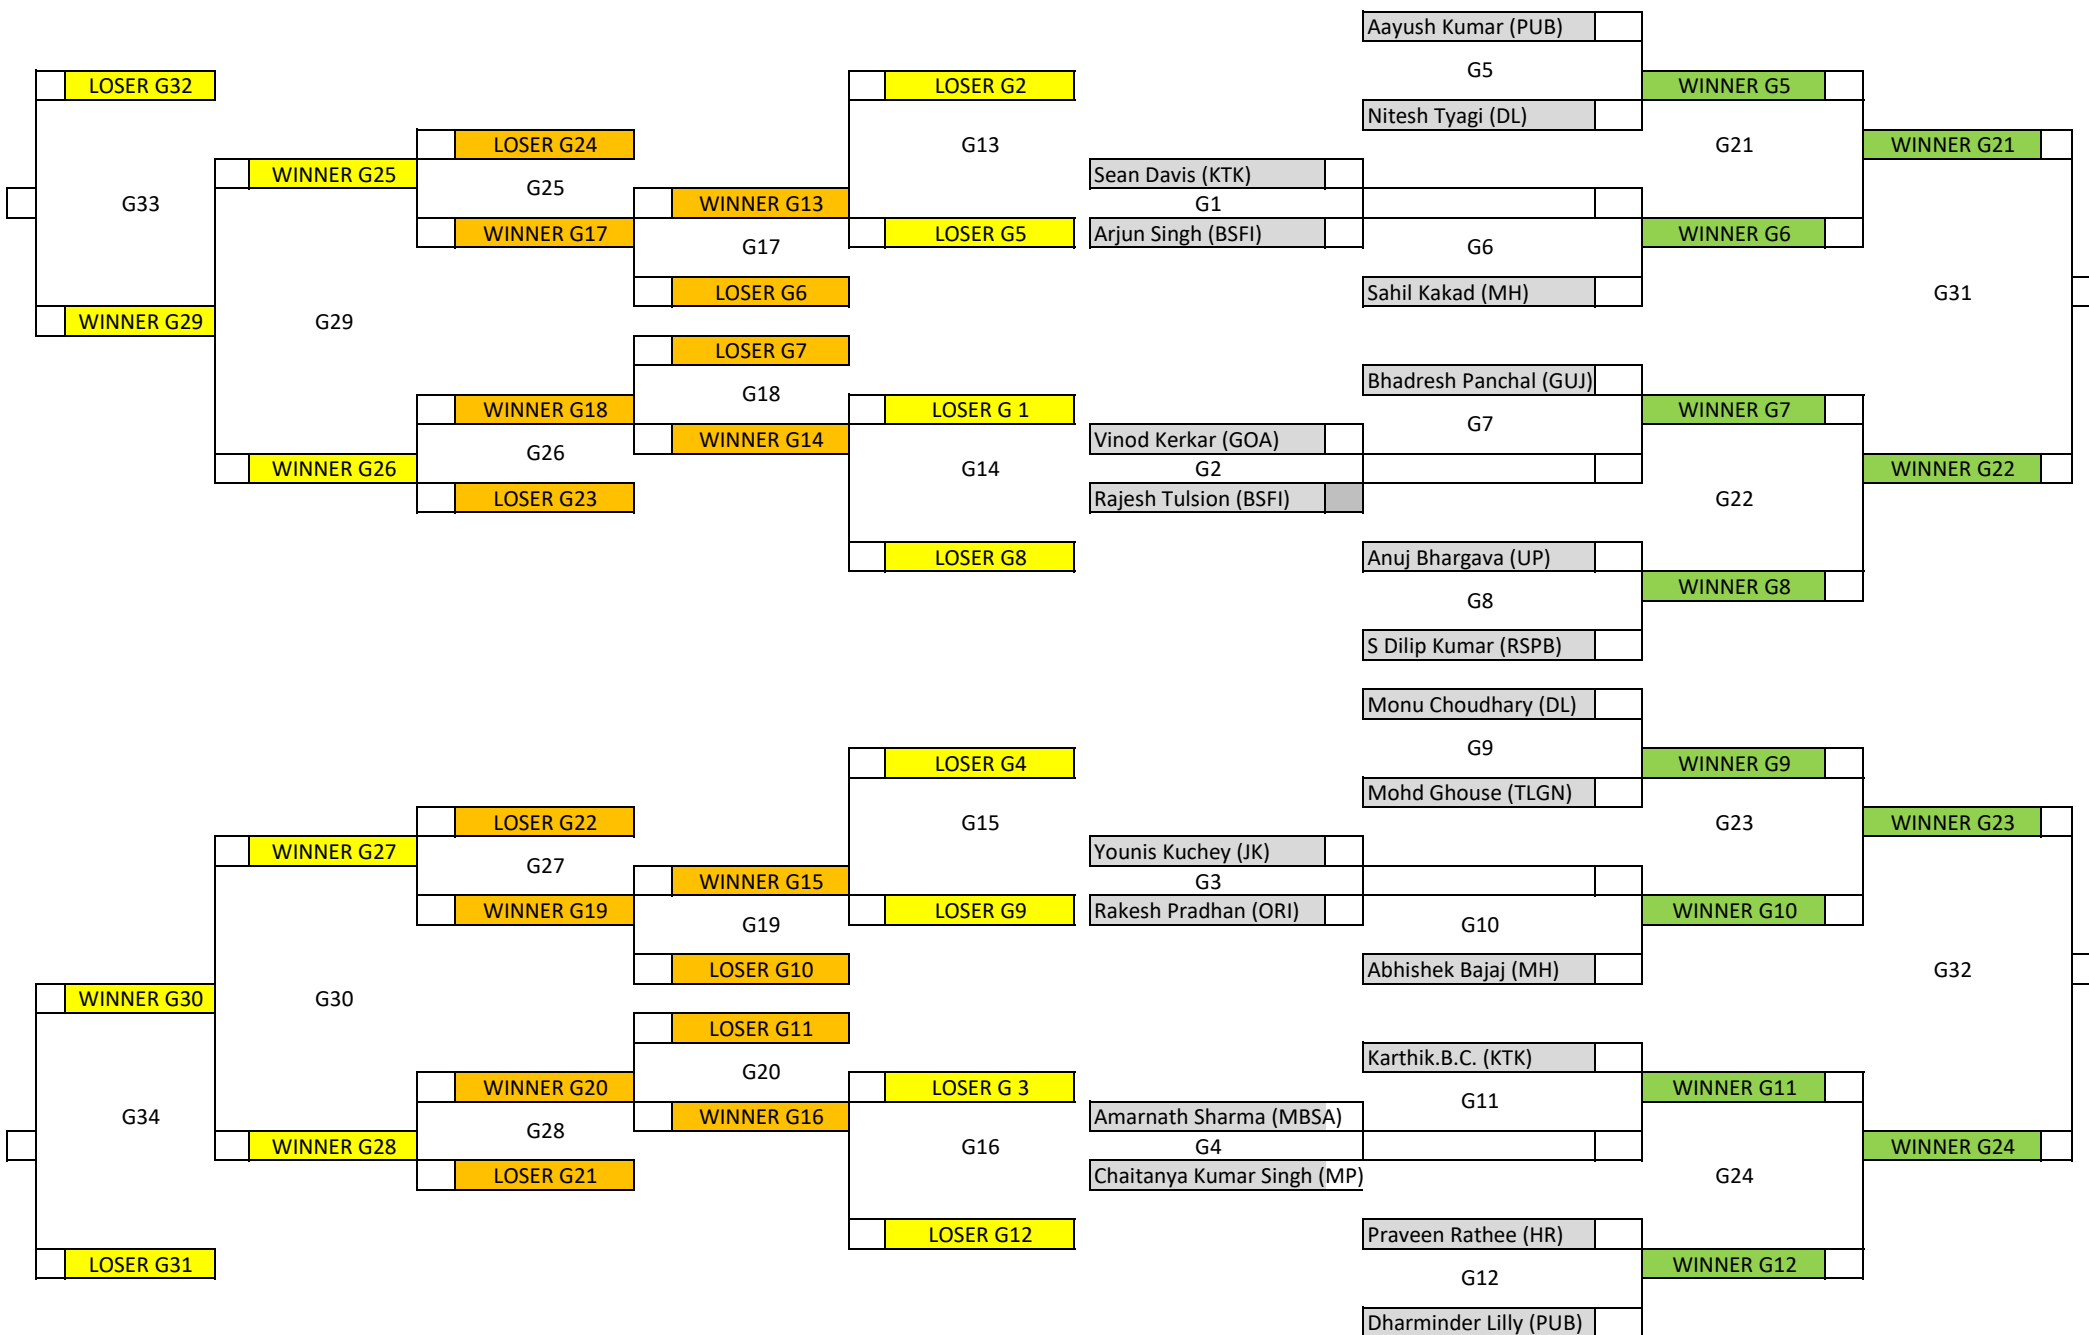 Aayush Kumar (PUB)
G5
LOSER G32
LOSER G2
WINNER G5
Nitesh Tyagi (DL)
LOSER G24
G13
G21
WINNER G21
WINNER G25
Sean Davis (KTK)
G25
G33
WINNER G13
G1
WINNER G17
LOSER G5
Arjun Singh (BSFI)
WINNER G6
G17
G6
LOSER G6
Sahil Kakad (MH)
G31
WINNER G29
G29
LOSER G7
Bhadresh Panchal (GUJ)
G18
WINNER G18
LOSER G 1
WINNER G7
G7
WINNER G14
Vinod Kerkar (GOA)
G26
WINNER G26
G14
G2
WINNER G22
LOSER G23
Rajesh Tulsion (BSFI)
G22
LOSER G8
Anuj Bhargava (UP)
WINNER G8
G8
S Dilip Kumar (RSPB)
Monu Choudhary (DL)
G9
LOSER G4
WINNER G9
Mohd Ghouse (TLGN)
LOSER G22
G15
G23
WINNER G23
WINNER G27
Younis Kuchey (JK)
G27
WINNER G15
G3
WINNER G19
LOSER G9
Rakesh Pradhan (ORI)
WINNER G10
G19
G10
LOSER G10
Abhishek Bajaj (MH)
G32
WINNER G30
G30
LOSER G11
Karthik.B.C. (KTK)
G20
WINNER G20
LOSER G 3
WINNER G11
G11
G34
WINNER G16
Amarnath Sharma (MBSA)
G28
WINNER G28
G16
G4
WINNER G24
LOSER G21
Chaitanya Kumar Singh (MP)
G24
LOSER G12
Praveen Rathee (HR)
LOSER G31
WINNER G12
G12
Dharminder Lilly (PUB)